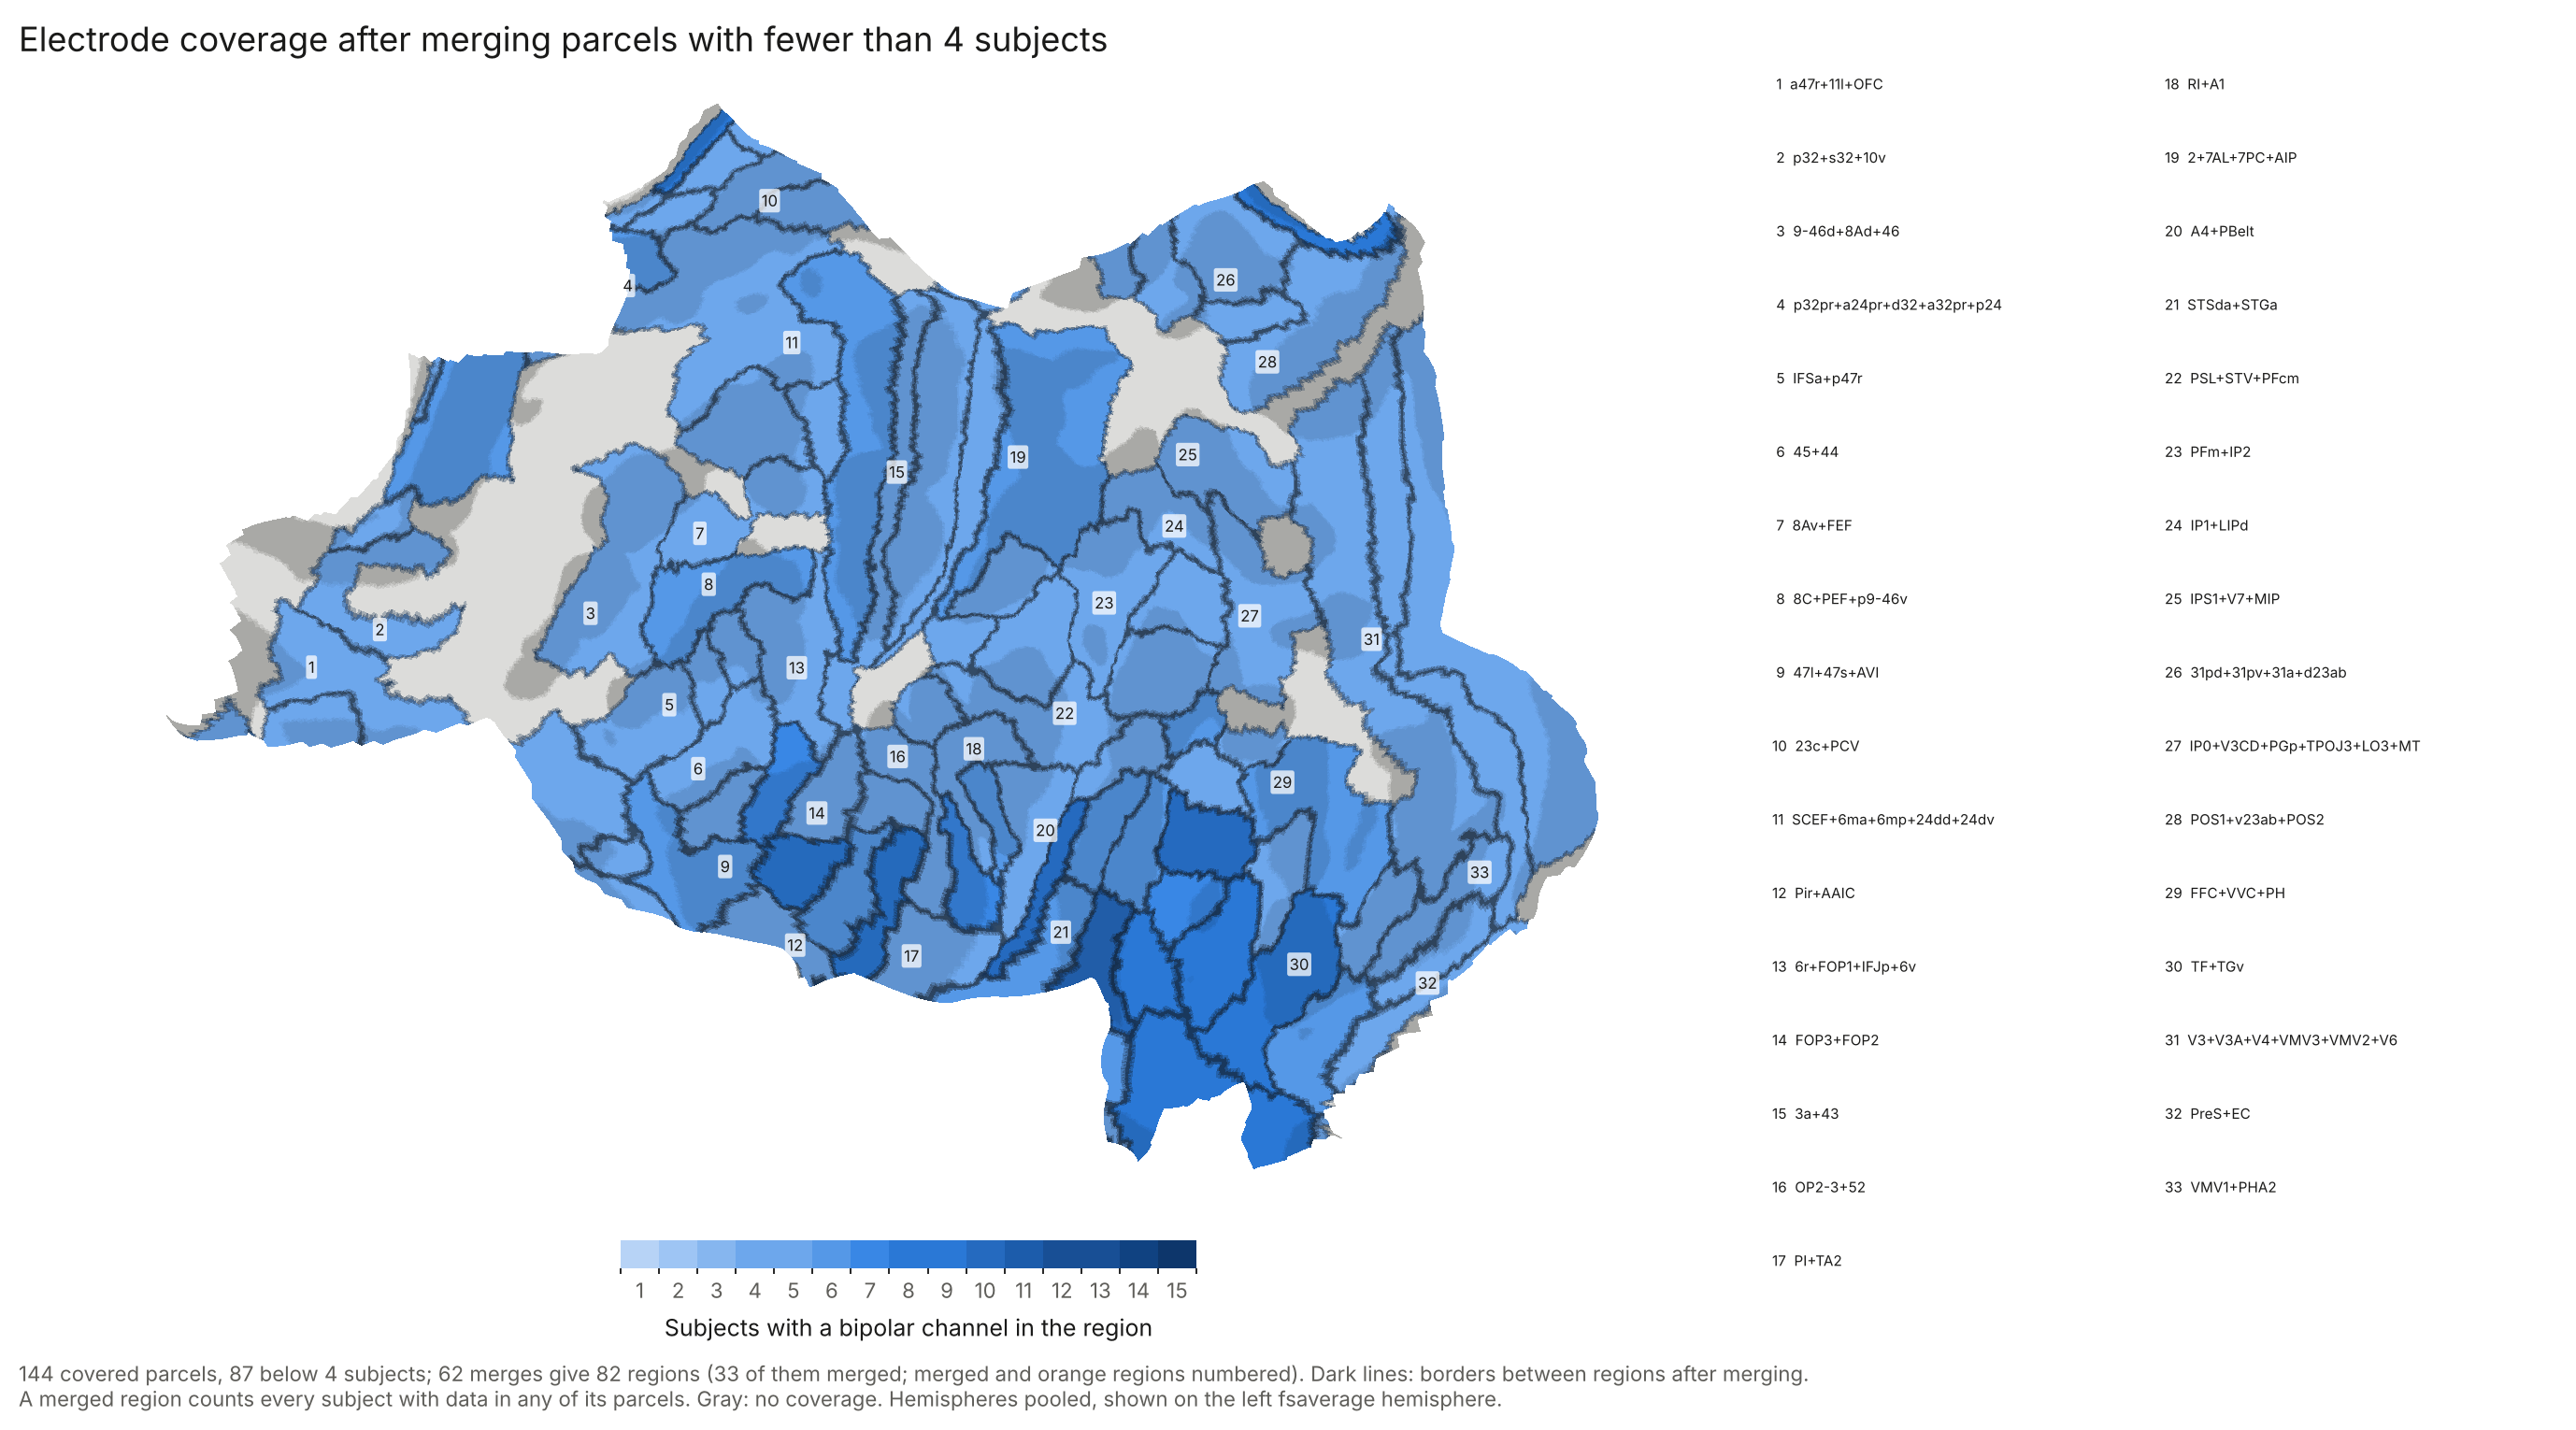 Electrode coverage after merging parcels with fewer than 4 subjects
1 a47r+11l+OFC
2 p32+s32+10v
3 9-46d+8Ad+46
4 p32pr+a24pr+d32+a32pr+p24
5 IFSa+p47r
6 45+44
7 8Av+FEF
8 8C+PEF+p9-46v
9 47l+47s+AVI
10 23c+PCV
11 SCEF+6ma+6mp+24dd+24dv
12 Pir+AAIC
13 6r+FOP1+IFJp+6v
14 FOP3+FOP2
15 3a+43
16 OP2-3+52
17 PI+TA2
18 RI+A1
19 2+7AL+7PC+AIP
20 A4+PBelt
21 STSda+STGa
22 PSL+STV+PFcm
23 PFm+IP2
24 IP1+LIPd
25 IPS1+V7+MIP
26 31pd+31pv+31a+d23ab
27 IP0+V3CD+PGp+TPOJ3+LO3+MT
28 POS1+v23ab+POS2
29 FFC+VVC+PH
30 TF+TGv
31 V3+V3A+V4+VMV3+VMV2+V6
32 PreS+EC
33 VMV1+PHA2
10
26
4
11
28
25
19
15
24
7
8
23
3
27
2
31
1
13
5
22
18
16
6
29
14
20
9
33
21
12
17
30
32
1 2 3 4 5 6 7 8 9 10 11 12 13 14 15
Subjects with a bipolar channel in the region
144 covered parcels, 87 below 4 subjects; 62 merges give 82 regions (33 of them merged; merged and orange regions numbered). Dark lines: borders between regions after merging.
A merged region counts every subject with data in any of its parcels. Gray: no coverage. Hemispheres pooled, shown on the left fsaverage hemisphere.